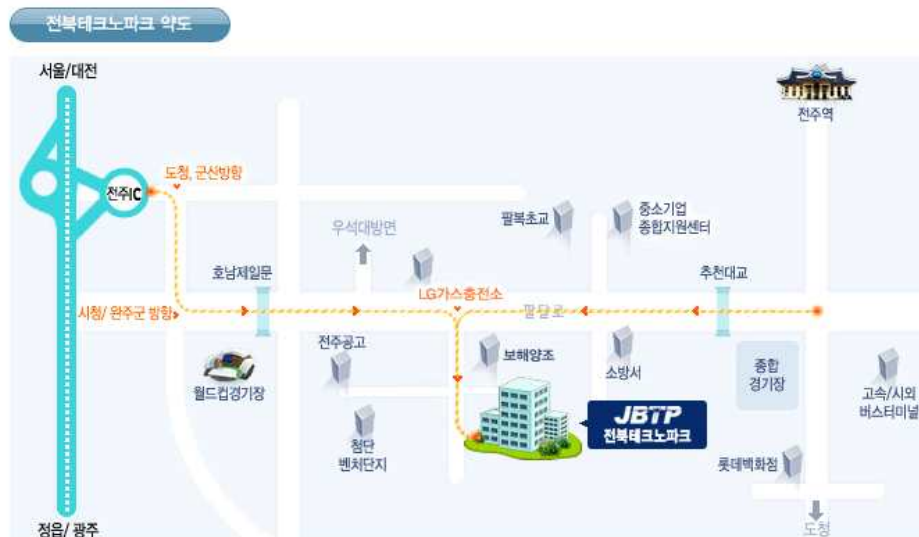 전북테크노파크 약도
서울/대전
전주역
도청, 군산방향
전주IC
팔복초교
중소기업
종합지원센터
우석대방면
호남제일문
추천대교
LG가스충전소
시청/ 완주군 방향
팔달로
전주공고
보해양조
소방서
종합
경기장
월드컵경기장
고속/시외
버스터미널
JBTP
전북테크노파크
첨단
벤처단지
롯데백화점
정읍/ 광주
도청